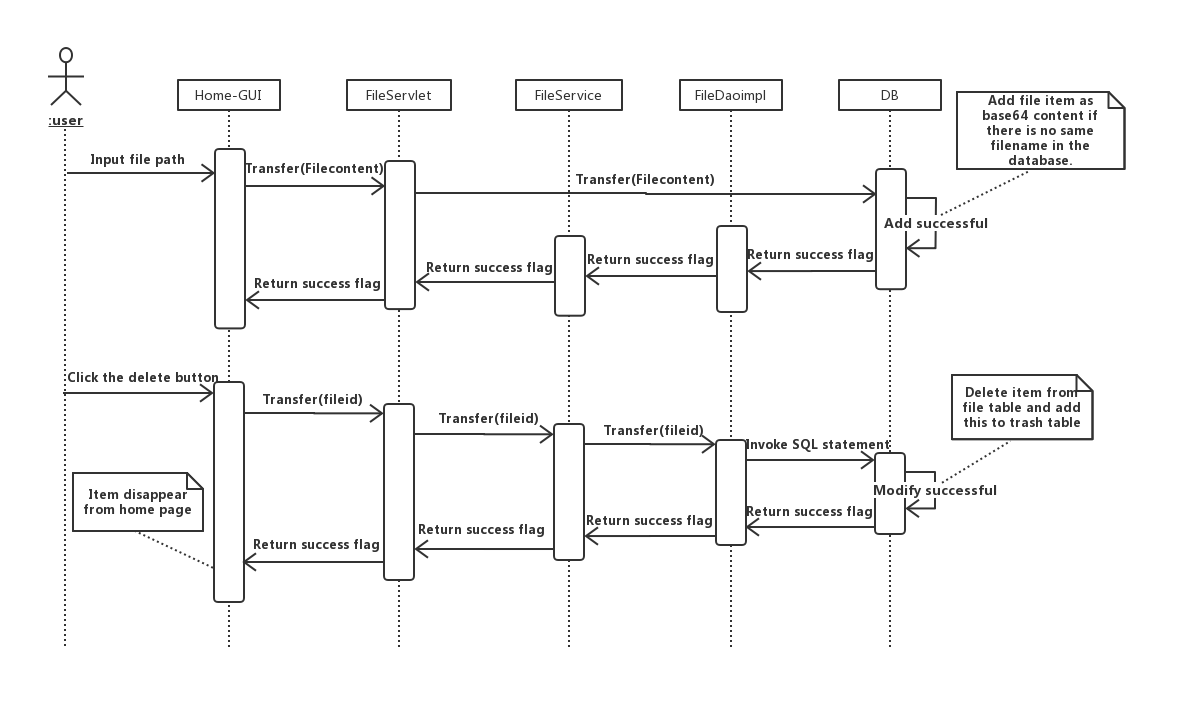 :user
Home-GUI
FileServlet
FileService
FileDaoimpl
DB
Add file item as
base64 content if
there is no same
filename in the
database.
Input file path
Transfer(Filecontent)
Transfer(Filecontent)
Add successful
Return success flag
Return success flag
Return success flag
Return success flag
Click the delete button
Transfer(fileid)
Transfer(fileid)
Transfer(fileid)
Invoke SQL statement
Delete item from
file table and add
this to trash table
Modify successful
Item disappear
from home page
Return success flag
Return success flag
Return success flag
Return success flag